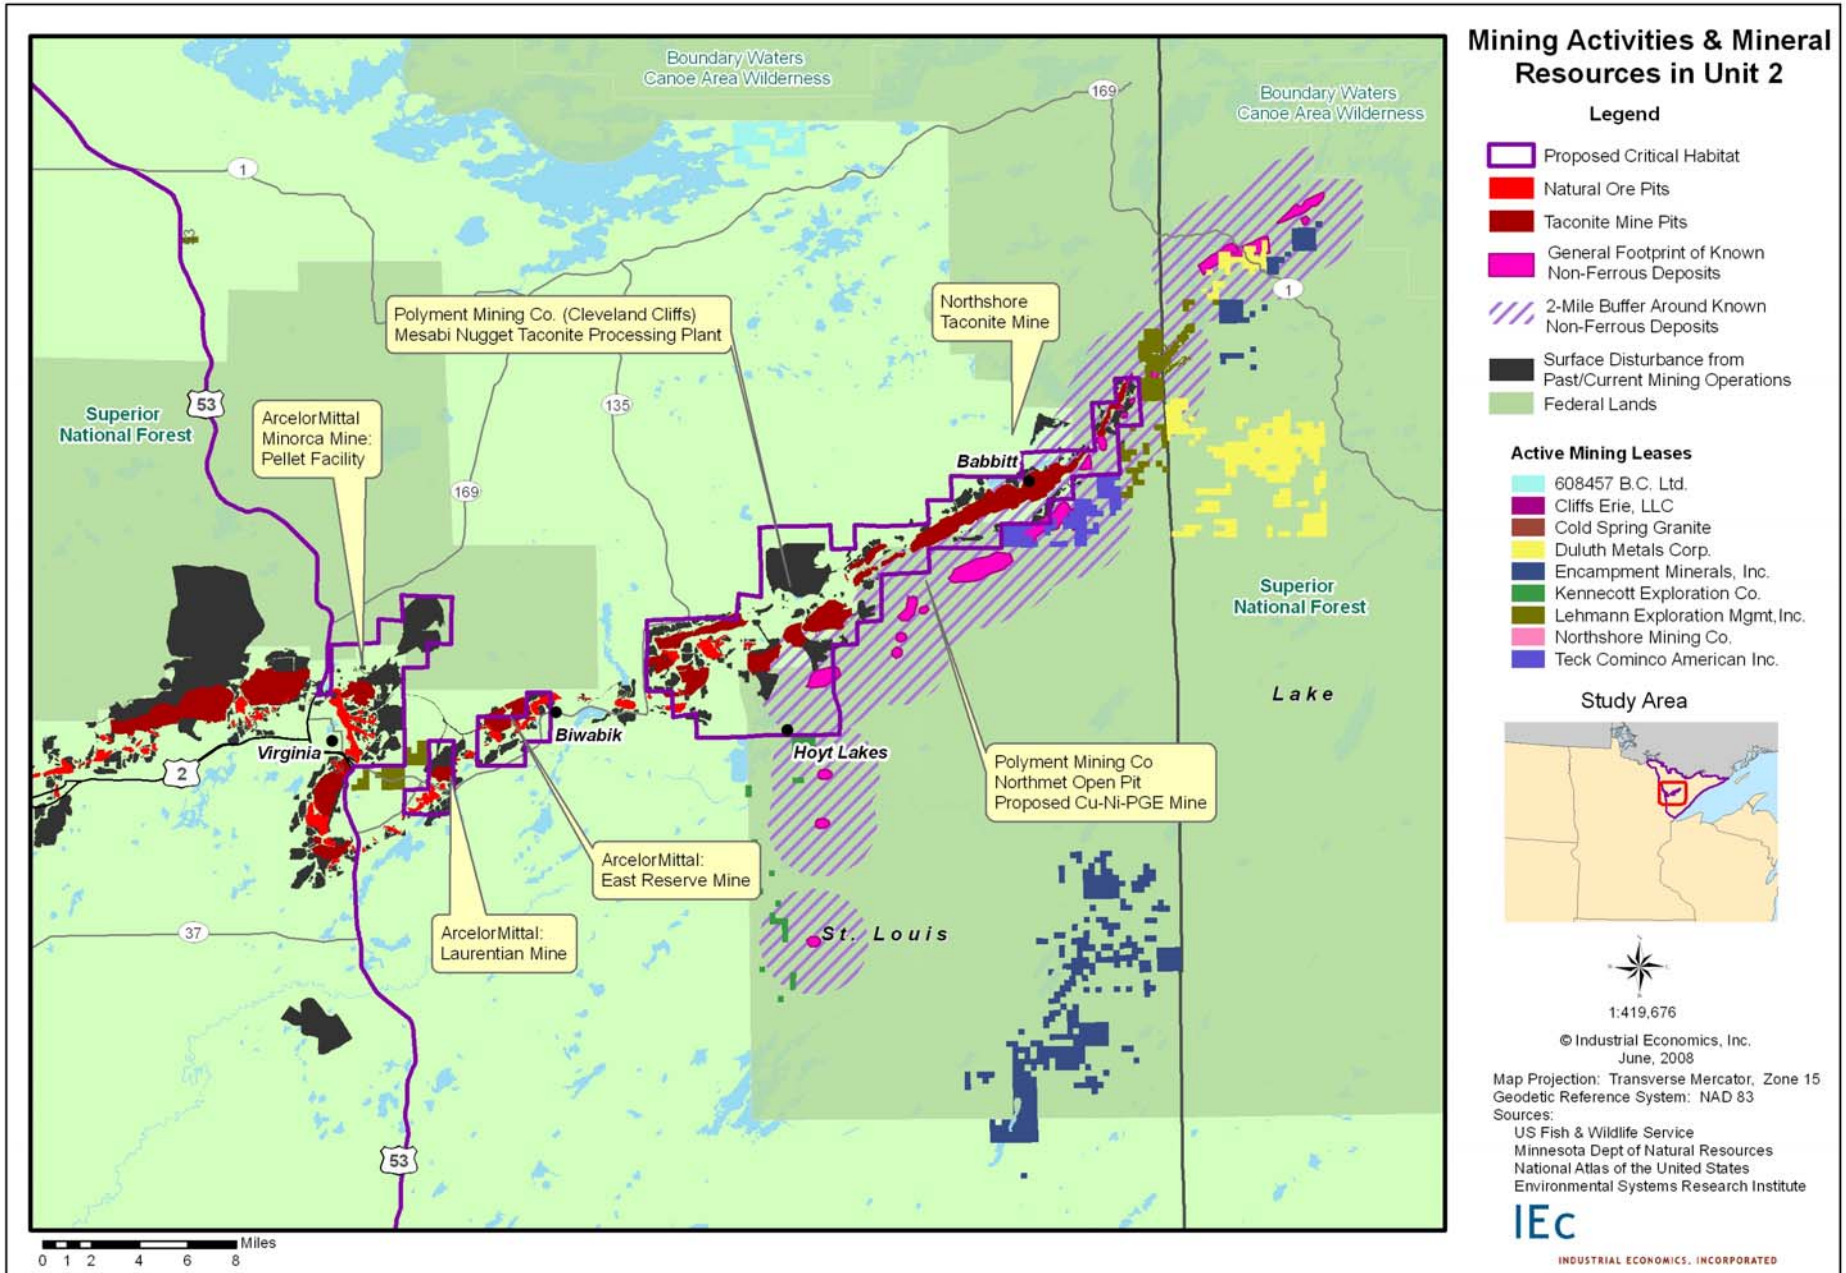 Mining Activities & Mineral
Resources in Unit 2
Legend
Proposed Critical Habitat
Natural Ore Pits
Taconite Mine Pits
General Footprint of Known
Non-Ferrous Deposits
2-Mile Buffer Around Known
Non-Ferrous Deposits
Surface Disturbance from
Past/Current Mining Operations
Federal Lands
Active Mining Leases
608457 B.C. Ltd.
Cliffs Erie, LLC
Cold Spring Granite
Duluth Metals Corp.
Encampment Minerals, Inc.
Kennecott Exploration Co.
Lehmann Exploration Mgmt,Inc.
Northshore Mining Co.
Teck Cominco American Inc.
Study Area
1:419,676
© Industrial Economics, Inc.
June, 2008
Map Projection: Transverse Mercator, Zone 15
Geodetic Reference System: NAD 83
Sources:
US Fish & Wildlife Service
Minnesota Dept of Natural Resources
National Atlas of the United States
Environmental Systems Research Institute
IEc
INDUSTRIAL ECONOMICS, INCORPORATED
Boundary Waters
Canoe Area Wilderness
Boundary Waters
Canoe Area Wilderness
169
1
1
Polyment Mining Co. (Cleveland Cliffs)
Mesabi Nugget Taconite Processing Plant
Northshore
Taconite Mine
53
135
Superior
National Forest
ArcelorMittal
Minorca Mine:
Pellet Facility
169
Babbitt
Superior
National Forest
Lake
Virginia
Biwabik
Hoyt Lakes
2
Polyment Mining Co
Northmet Open Pit
Proposed Cu-Ni-PGE Mine
ArcelorMittal:
East Reserve Mine
ArcelorMittal:
Laurentian Mine
37
St. Louis
53
Miles
0 1 2 4 6 8